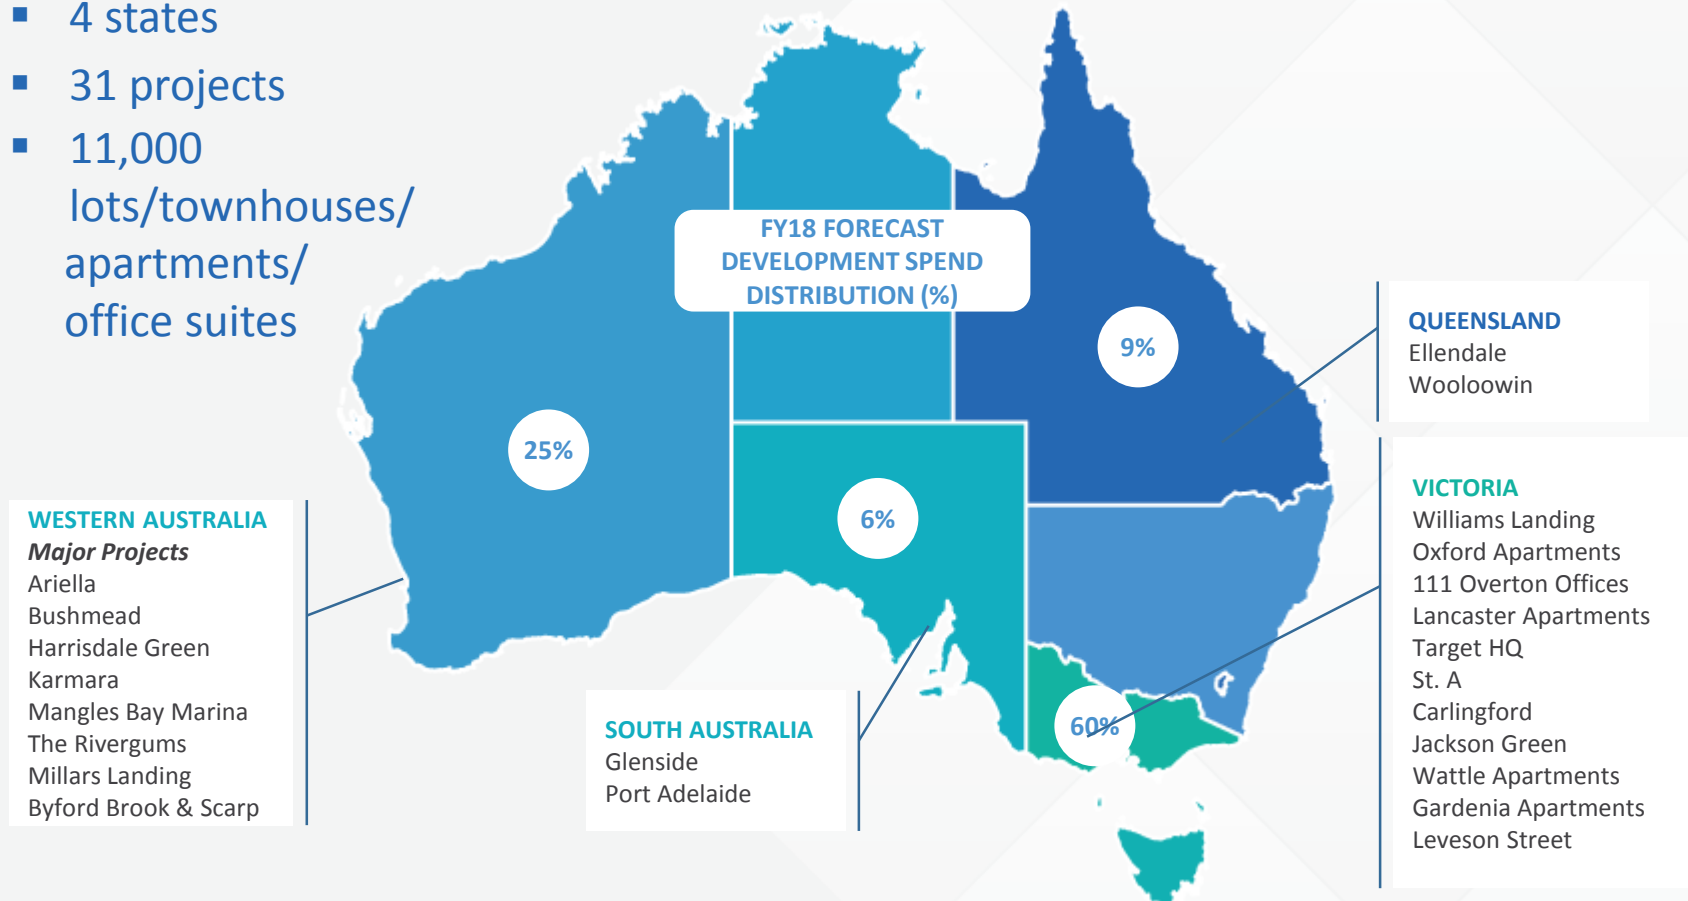 ▪ 4 states
▪ 31 projects
▪ 11,000
lots/townhouses/
apartments/
office suites
FY18 FORECAST
DEVELOPMENT SPEND
DISTRIBUTION (%)
9%
25%
6%
60%
QUEENSLAND
Ellendale
Wooloowin
WESTERN AUSTRALIA
Major Projects
Ariella
Bushmead
Harrisdale Green
Karmara
Mangles Bay Marina
The Rivergums
Millars Landing
Byford Brook & Scarp
SOUTH AUSTRALIA
Glenside
Port Adelaide
VICTORIA
Williams Landing
Oxford Apartments
111 Overton Offices
Lancaster Apartments
Target HQ
St. A
Carlingford
Jackson Green
Wattle Apartments
Gardenia Apartments
Leveson Street